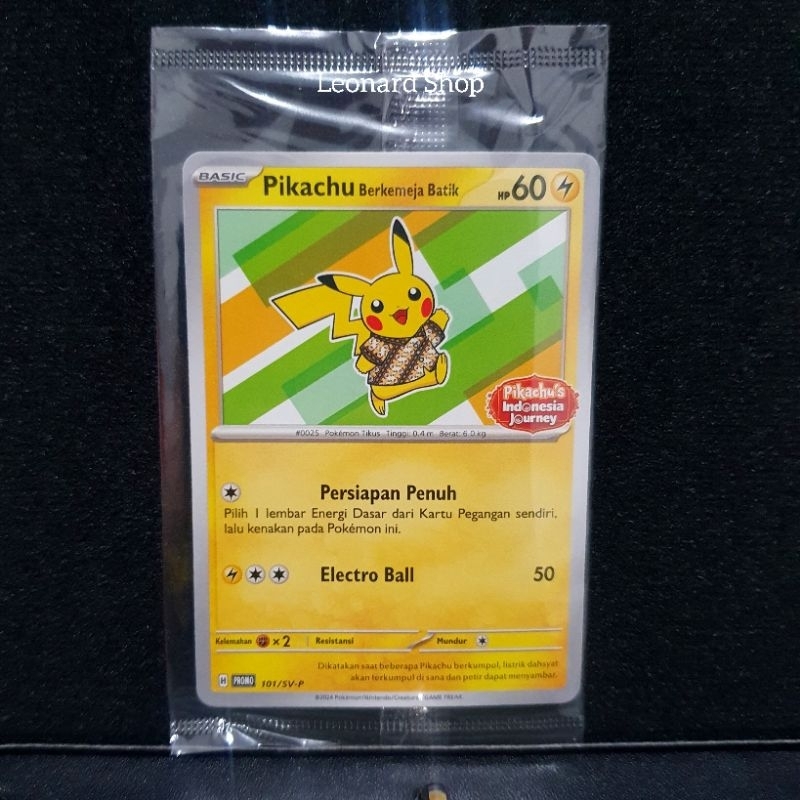 Leonard Shop
BASIC Pikachu Berkemeja Batik HP 60
Pikachu's
Indonesia
Journey
#0025 Pokémon Tikus Tinggi: 0.4 m Berat: 6.0 kg
Persiapan Penuh
Pilih 1 lembar Energi Dasar dari Kartu Pegangan sendiri,
lalu kenakan pada Pokémon ini.
Electro Ball 50
Kelemahan x2 Resistansi Mundur
Dikatakan saat beberapa Pikachu berkumpul, listrik dahsyat
akan terkumpul di sana dan petir dapat menyambar.
H PROMO 101/SV-P
©2024 Pokémon/Nintendo/Creatures/GAME FREAK